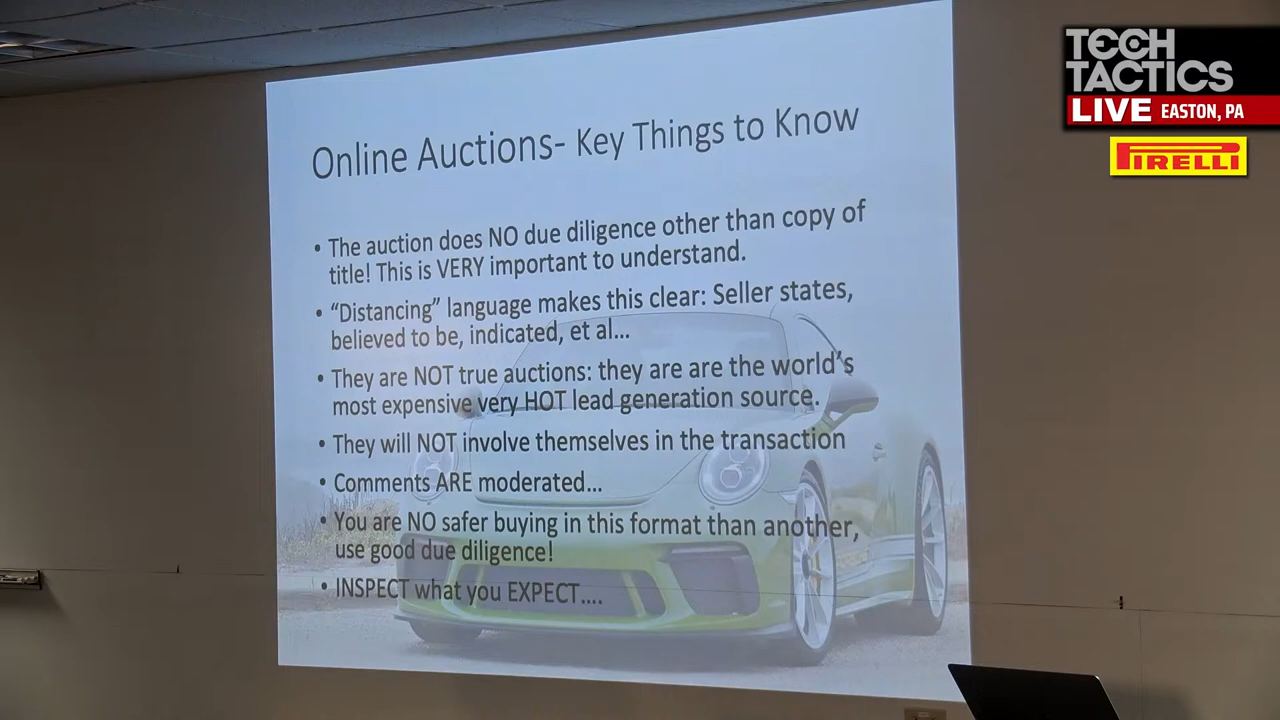 TECH
TACTICS
LIVE EASTON, PA
PIRELLI
Online Auctions- Key Things to Know
• The auction does NO due diligence other than copy of
title! This is VERY important to understand.
• “Distancing” language makes this clear: Seller states,
believed to be, indicated, et al...
• They are NOT true auctions: they are are the world’s
most expensive very HOT lead generation source.
• They will NOT involve themselves in the transaction
• Comments ARE moderated...
• You are NO safer buying in this format than another,
use good due diligence!
• INSPECT what you EXPECT....